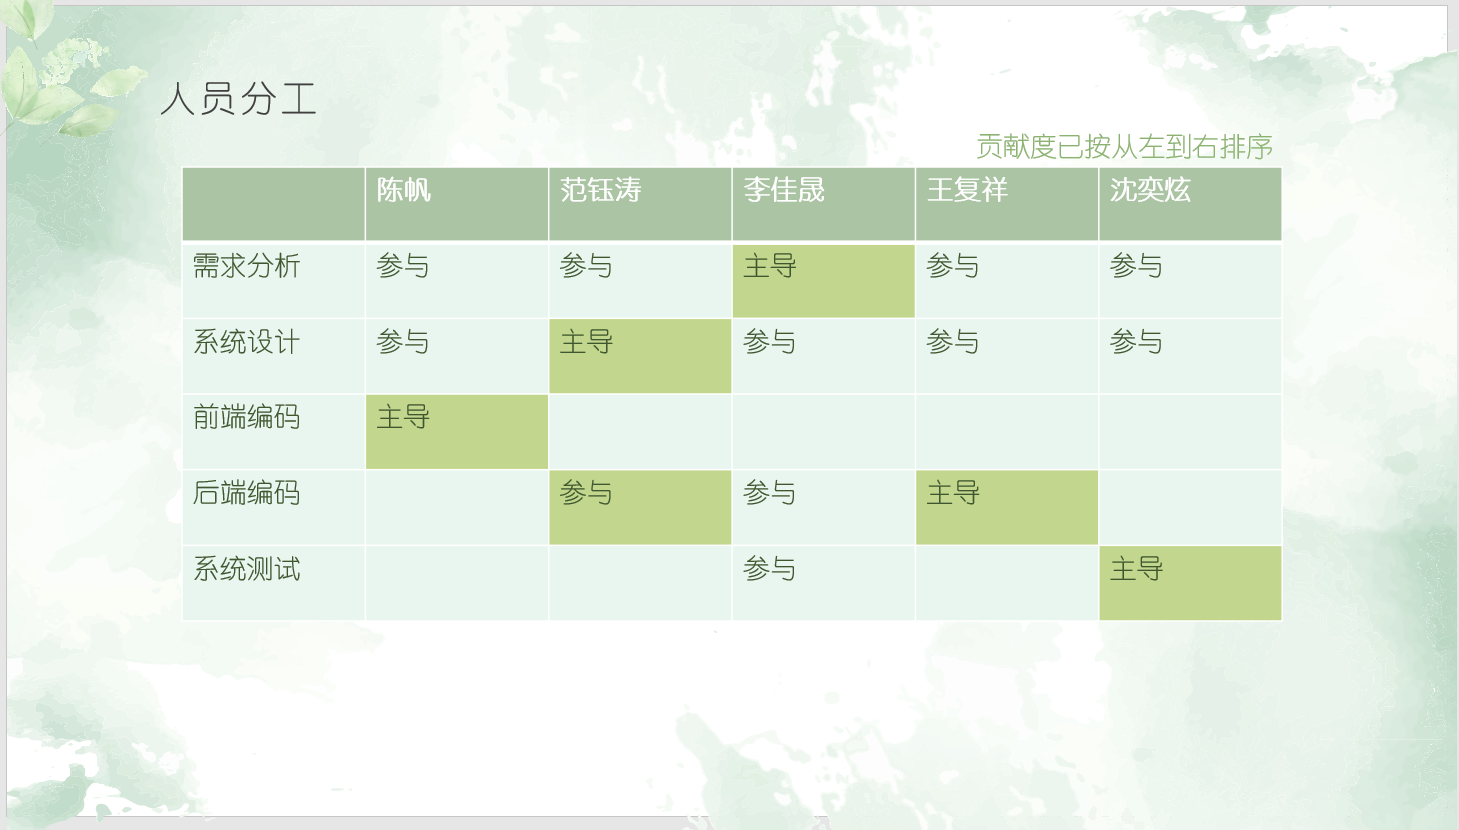 人员分工
贡献度已按从左到右排序
陈帆 范钰涛 李佳晟 王复祥 沈奕炫
需求分析 参与 参与 主导 参与 参与
系统设计 参与 主导 参与 参与 参与
前端编码 主导
后端编码 参与 参与 主导
系统测试 参与 主导